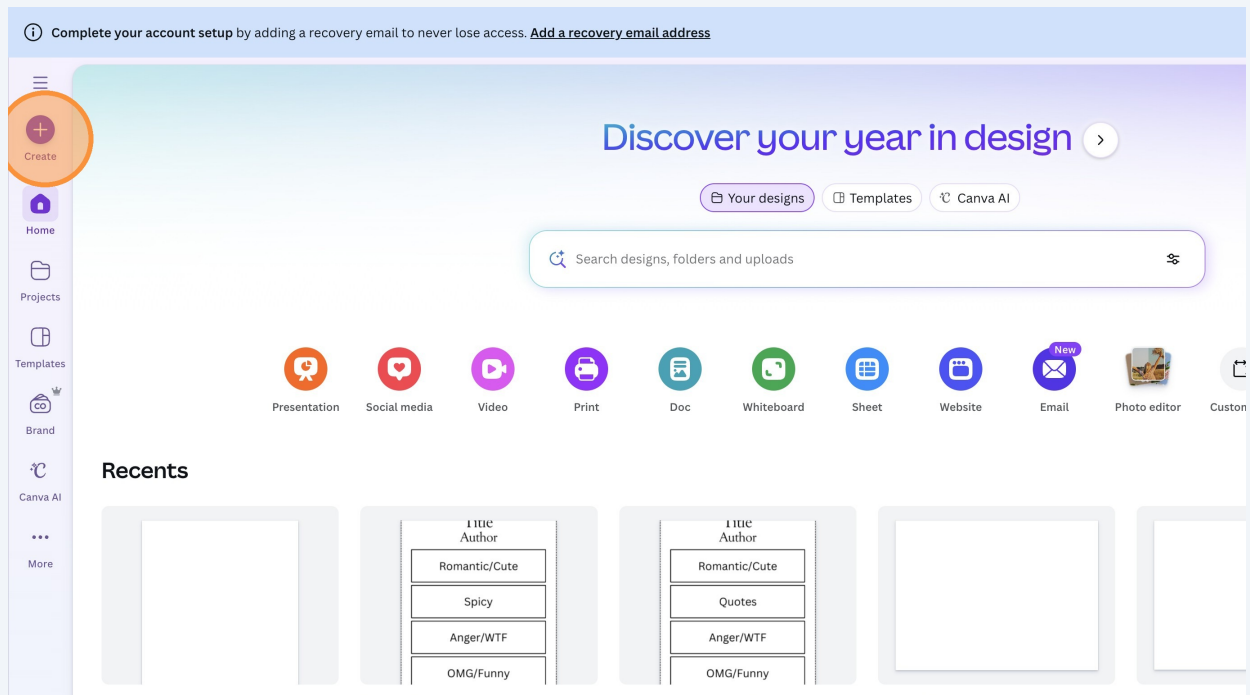 Complete your account setup by adding a recovery email to never lose access. Add a recovery email address
Create
Home
Projects
Templates
Brand
Canva AI
More
Discover your year in design
Your designs
Templates
Canva AI
Search designs, folders and uploads
New
Presentation
Social media
Video
Print
Doc
Whiteboard
Sheet
Website
Email
Photo editor
Recents
Title
Author
Romantic/Cute
Spicy
Anger/WTF
OMG/Funny
Title
Author
Romantic/Cute
Quotes
Anger/WTF
OMG/Funny